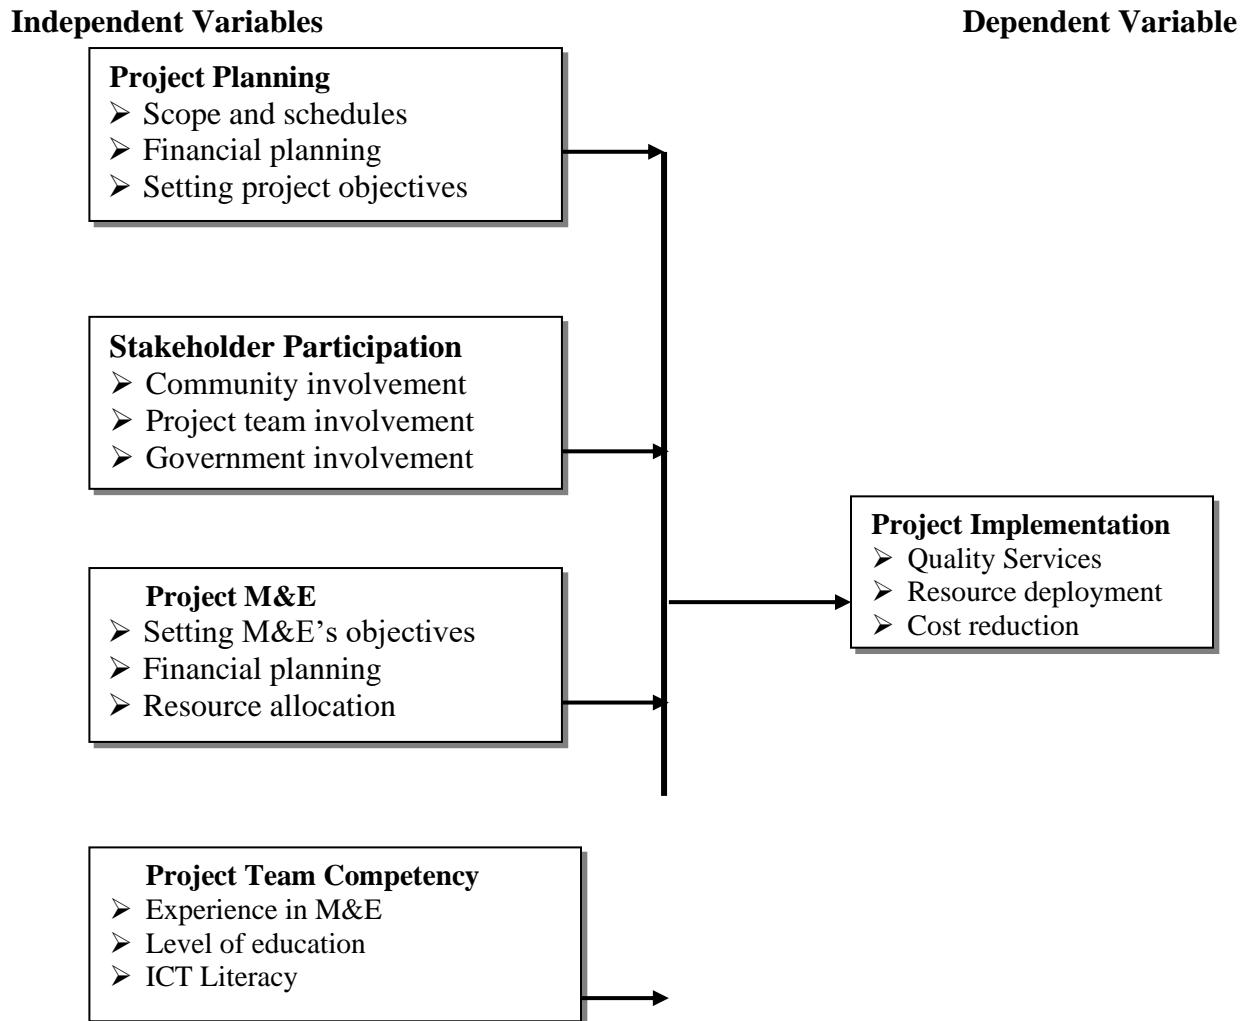 Independent Variables
Dependent Variable
Project Planning
➢ Scope and schedules
➢ Financial planning
➢ Setting project objectives
Stakeholder Participation
➢ Community involvement
➢ Project team involvement
➢ Government involvement
Project M&E
➢ Setting M&E’s objectives
➢ Financial planning
➢ Resource allocation
Project Team Competency
➢ Experience in M&E
➢ Level of education
➢ ICT Literacy
Project Implementation
➢ Quality Services
➢ Resource deployment
➢ Cost reduction